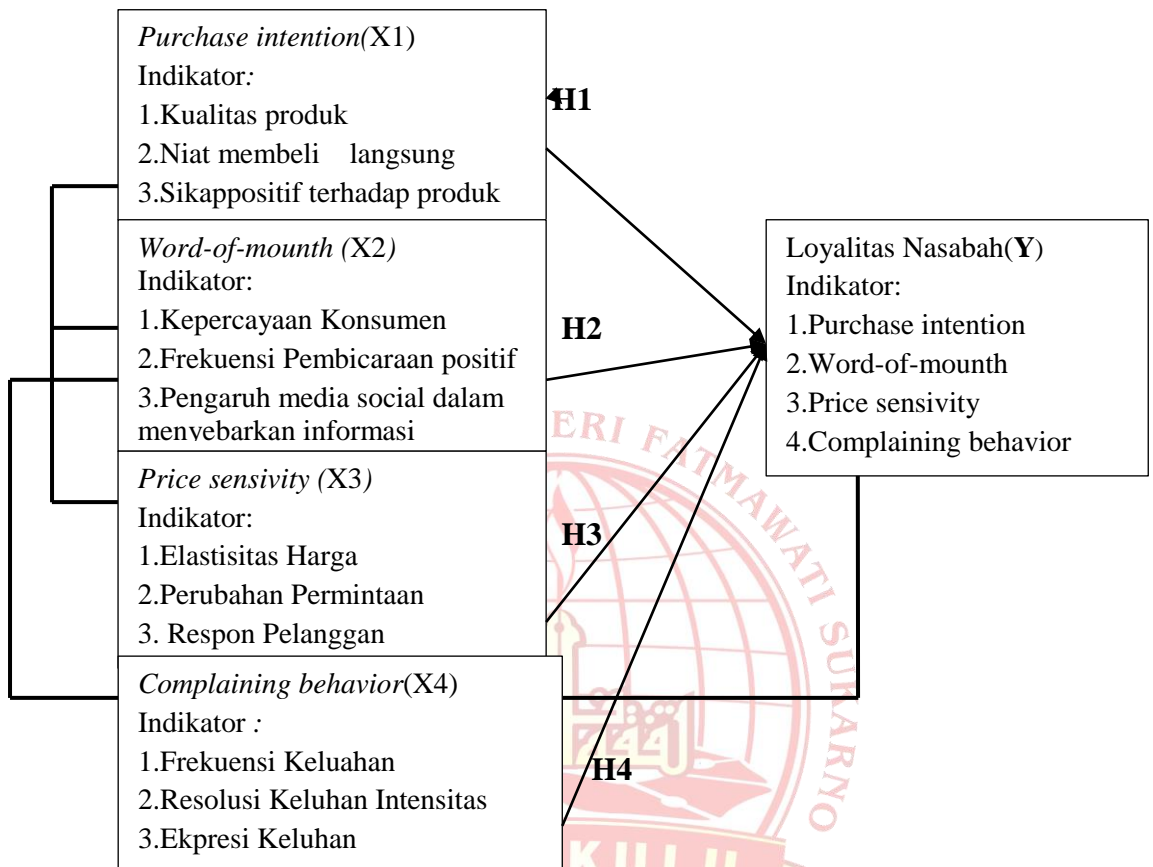 Purchase intention(X1)
Indikator:
1.Kualitas produk
2.Niat membeli langsung
3.Sikappositif terhadap produk
H1
Word-of-mounth (X2)
Indikator:
1.Kepercayaan Konsumen
2.Frekuensi Pembicaraan positif
3.Pengaruh media social dalam
menyebarkan informasi
H2
Price sensivity (X3)
Indikator:
1.Elastisitas Harga
2.Perubahan Permintaan
3. Respon Pelanggan
H3
Complaining behavior(X4)
Indikator :
1.Frekuensi Keluahan
2.Resolusi Keluhan Intensitas
3.Ekpresi Keluhan
H4
Loyalitas Nasabah(Y)
Indikator:
1.Purchase intention
2.Word-of-mounth
3.Price sensivity
4.Complaining behavior
ERI FATMAWATI SUKARNO